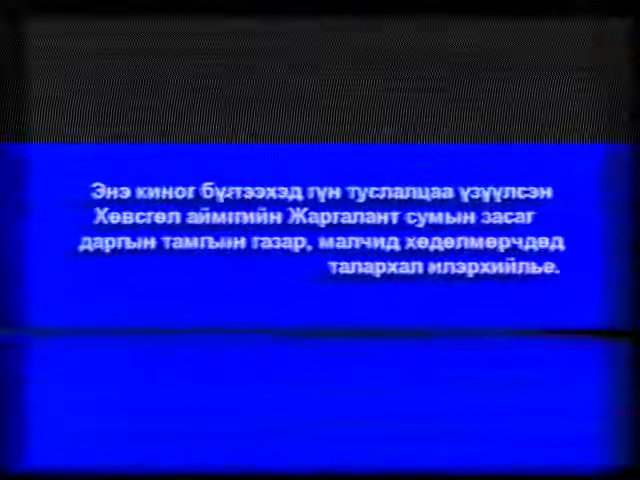 Энэ киног бүтээхэд гүн туслалцаа үзүүлсэн
Хөвсгөл аймгийн Жаргалант сумын засаг
даргын тамгын газар, малчид хөдөлмөрчдөд
талархал илэрхийлье.